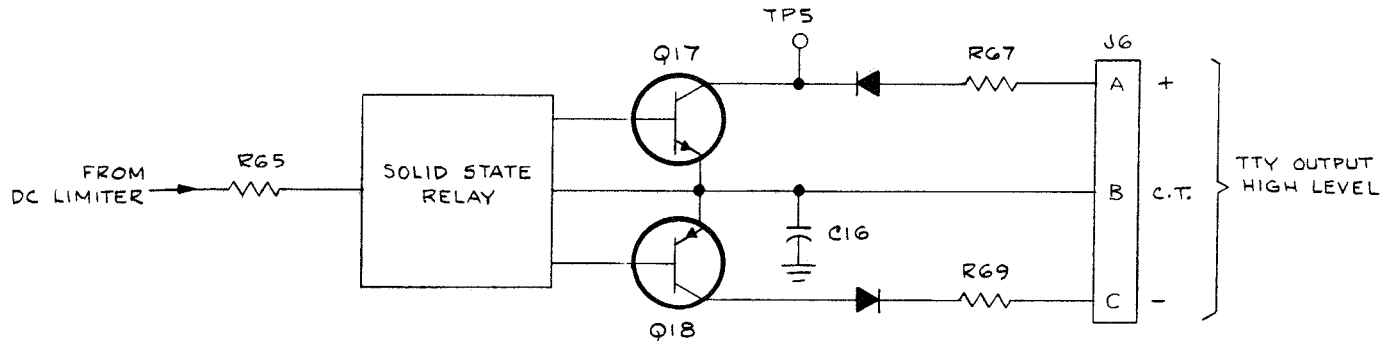 TP5
Q17
R67
J6
A +
FROM
DC LIMITER
R65
SOLID STATE
RELAY
B C.T.
TTY OUTPUT
HIGH LEVEL
C16
R69
C -
Q18